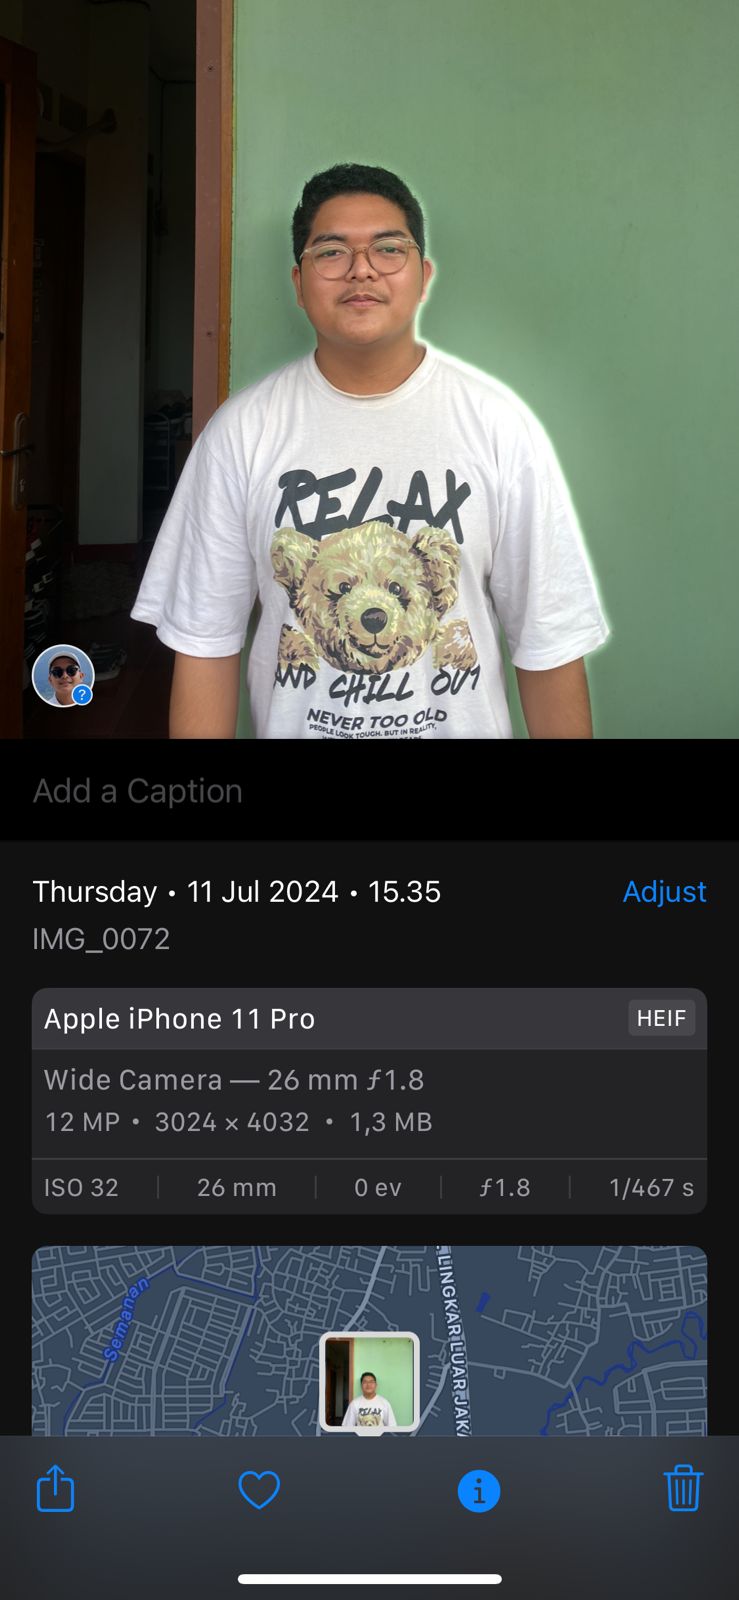 RELAX
AND CHILL OUT
NEVER TOO OLD
PEOPLE LOOK TOUGH. BUT IN REALITY,
?
Add a Caption
Thursday • 11 Jul 2024 • 15.35
Adjust
IMG_0072
Apple iPhone 11 Pro
HEIF
Wide Camera — 26 mm ƒ1.8
12 MP • 3024 × 4032 • 1,3 MB
ISO 32
26 mm
0 ev
ƒ1.8
1/467 s
Semanan
LINGKAR LUAR JAKA
RELAX